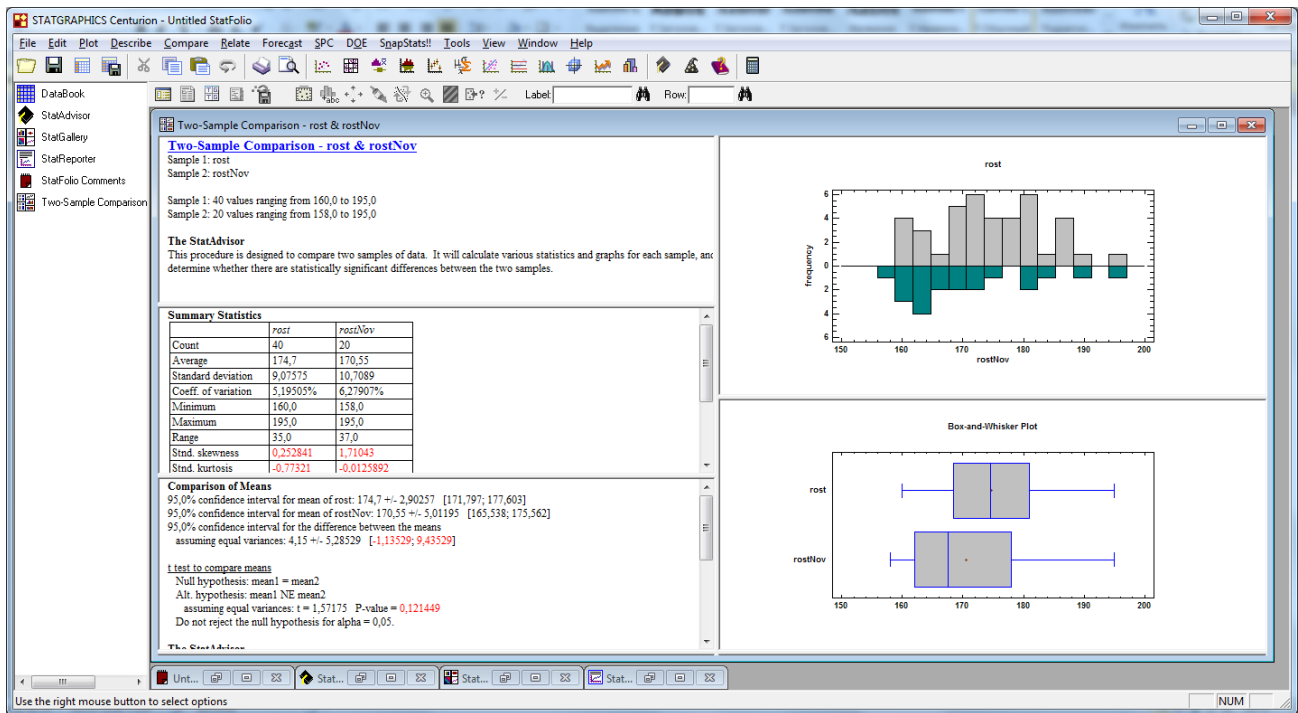 STATGRAPHICS Centurion - Untitled StatFolio
File Edit Plot Describe Compare Relate Forecast SPC DOE SnapStats!! Tools View Window Help
Label: Row:
DataBook
StatAdvisor
StatGallery
StatReporter
StatFolio Comments
Two-Sample Comparison
Two-Sample Comparison - rost & rostNov
Two-Sample Comparison - rost & rostNov
Sample 1: rost
Sample 2: rostNov
Sample 1: 40 values ranging from 160,0 to 195,0
Sample 2: 20 values ranging from 158,0 to 195,0
The StatAdvisor
This procedure is designed to compare two samples of data. It will calculate various statistics and graphs for each sample, and
determine whether there are statistically significant differences between the two samples.
Summary Statistics
rost rostNov
Count 40 20
Average 174,7 170,55
Standard deviation 9,07575 10,7089
Coeff. of variation 5,19505% 6,27907%
Minimum 160,0 158,0
Maximum 195,0 195,0
Range 35,0 37,0
Stnd. skewness 0,252841 1,71043
Stnd. kurtosis -0,77321 -0,0125892
Comparison of Means
95,0% confidence interval for mean of rost: 174,7 +/- 2,90257 [171,797; 177,603]
95,0% confidence interval for mean of rostNov: 170,55 +/- 5,01195 [165,538; 175,562]
95,0% confidence interval for the difference between the means
assuming equal variances: 4,15 +/- 5,28529 [-1,13529; 9,43529]
t test to compare means
Null hypothesis: mean1 = mean2
Alt. hypothesis: mean1 NE mean2
assuming equal variances: t = 1,57175 P-value = 0,121449
Do not reject the null hypothesis for alpha = 0,05.
The StatAdvisor
rost
frequency
6
4
2
0
2
4
6
150 160 170 180 190 200
rostNov
Box-and-Whisker Plot
rost
rostNov
150 160 170 180 190 200
Unt... Stat... Stat... Stat...
Use the right mouse button to select options
NUM